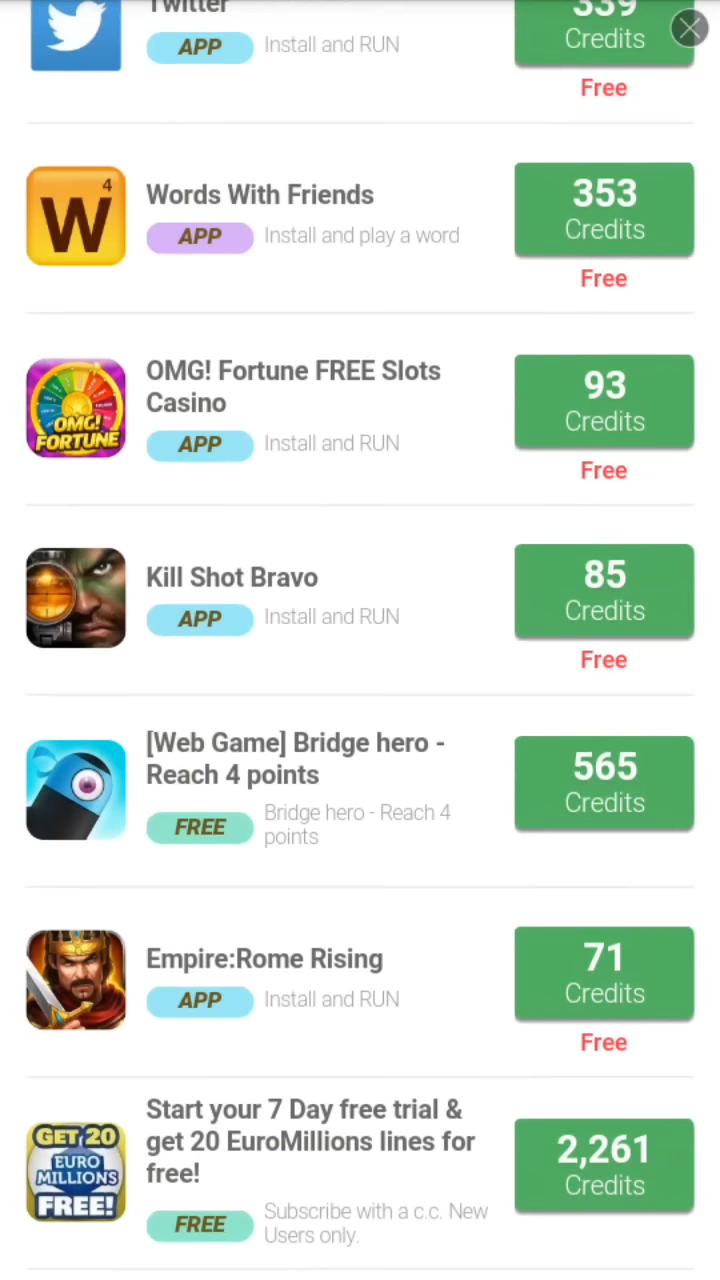 Twitter
339
Credits
APP
Install and RUN
Free
4
W
Words With Friends
APP
Install and play a word
353
Credits
Free
OMG!
FORTUNE
OMG! Fortune FREE Slots
Casino
APP
Install and RUN
93
Credits
Free
Kill Shot Bravo
APP
Install and RUN
85
Credits
Free
[Web Game] Bridge hero -
Reach 4 points
FREE
Bridge hero - Reach 4
points
565
Credits
Empire:Rome Rising
APP
Install and RUN
71
Credits
Free
GET 20
EURO
MILLIONS
FREE!
Start your 7 Day free trial &
get 20 EuroMillions lines for
free!
FREE
Subscribe with a c.c. New
Users only.
2,261
Credits